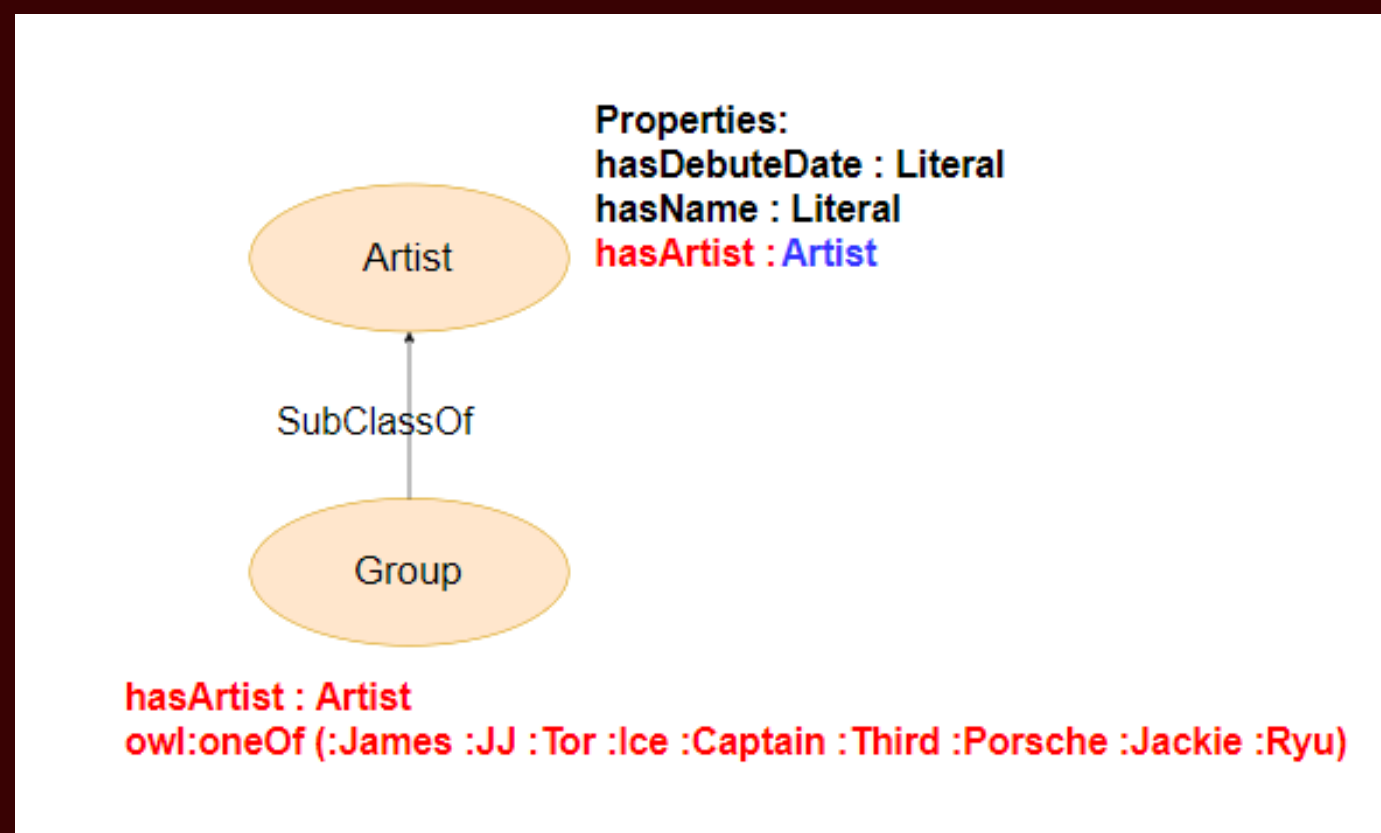 Properties:
hasDebuteDate : Literal
hasName : Literal
hasArtist : Artist
Artist
SubClassOf
Group
hasArtist : Artist
owl:oneOf (:James :JJ :Tor :Ice :Captain :Third :Porsche :Jackie :Ryu)